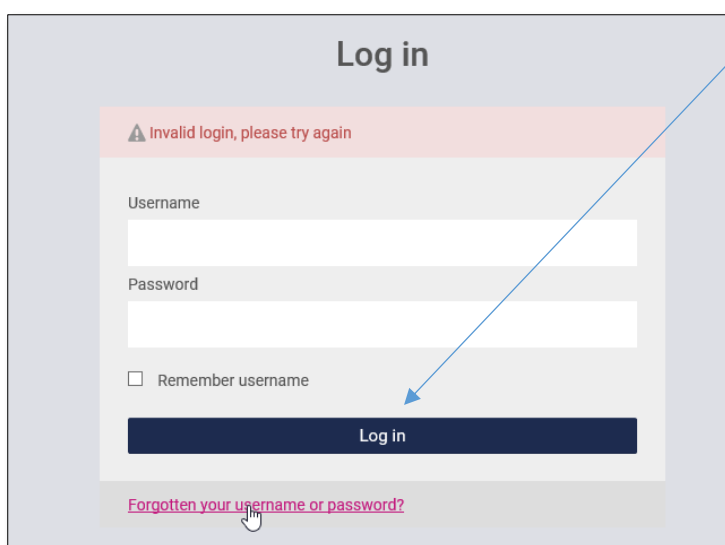 Log in
Invalid login, please try again
Username
Password
Remember username
Log in
Forgotten your username or password?